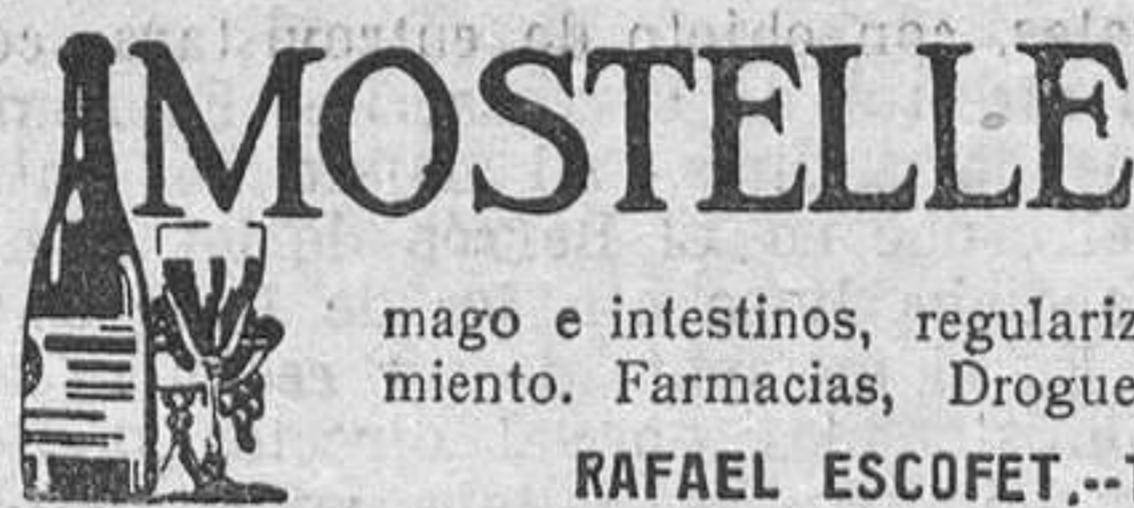 MOSTELLE
mago e intestinos, regulariz
miento. Farmacias, Drogue
RAFAEL ESCOFET.--T